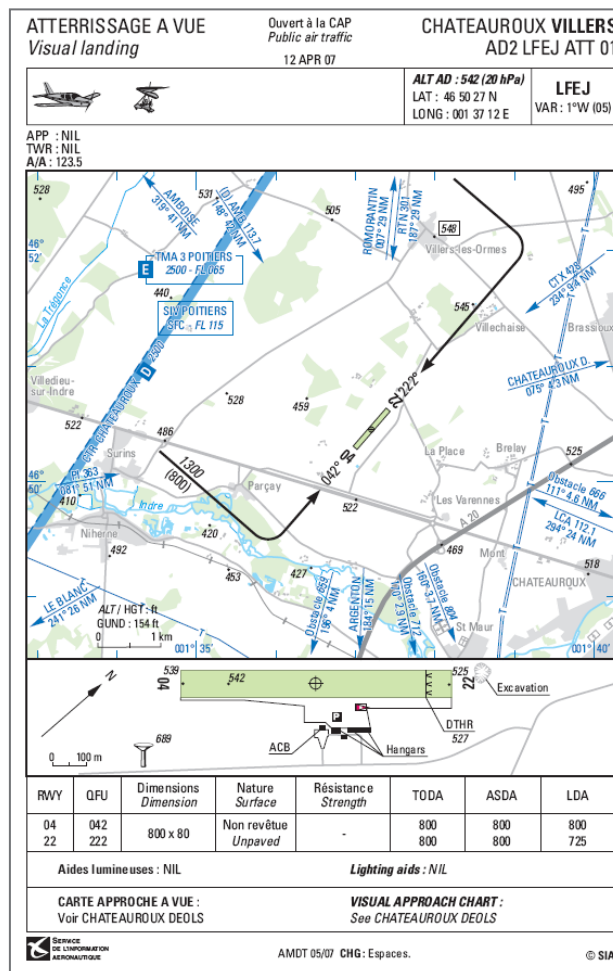 ATTERRISSAGE A VUE
Visual landing
Ouvert à la CAP
Public air traffic
12 APR 07
CHATEAUROUX VILLERS
AD2 LFEJ ATT 01
ALT AD : 542 (20 hPa)
LAT : 46 50 27 N
LONG : 001 37 12 E
LFEJ
VAR : 1°W (05)
APP : NIL
TWR : NIL
A/A : 123.5
528
AMBOISE
319° 41 NM
531
(D) AMB 113.7
148° 42 NM
505
ROMORANTIN
007° 29 NM
RTN 301
187° 29 NM
548
495
46°
52'
Villers-les-Ormes
La Trégonce
E
TMA 3 POITIERS
2500 - FL 065
440
SIV POITIERS
SFC - FL 115
545
CTX 428
234° 9.4 NM
Villechaise
Brassioux
CTR CHATEAUROUX
2500
D
CHATEAUROUX D.
075° 4.3 NM
Villedieu
-sur-Indre
528
459
22
222°
522
486
Surins
042°
04
La Place
Brelay
525
46°
50'
PI 363
081° 51 NM
1300
(800)
Parçay
522
Les Varennes
Obstacle 666
111° 4.6 NM
410
Indre
Niherne
420
A 20
LCA 112.1
294° 24 NM
492
453
427
469
Mont
518
CHATEAUROUX
LE BLANC
241° 26 NM
ALT / HGT : ft
GUND : 154 ft
0 1 km
001° 35'
ARGENTON
184° 15 NM
Obstacle 712
170° 2.9 NM
Obstacle 804
St Maur
001° 40'
N
539
04
542
525
22
Excavation
P
DTHR
527
ACB
Hangars
689
0 100 m
RWY QFU Dimensions Nature Résistance TODA ASDA LDA
Dimension Surface Strength
04 042 800 x 80 Non revêtue - 800 800 800
22 222 Unpaved 800 800 725
Aides lumineuses : NIL
Lighting aids : NIL
CARTE APPROCHE A VUE :
Voir CHATEAUROUX DEOLS
VISUAL APPROACH CHART :
See CHATEAUROUX DEOLS
SERVICE
DE L'INFORMATION
AERONAUTIQUE
AMDT 05/07 CHG : Espaces.
© SIA